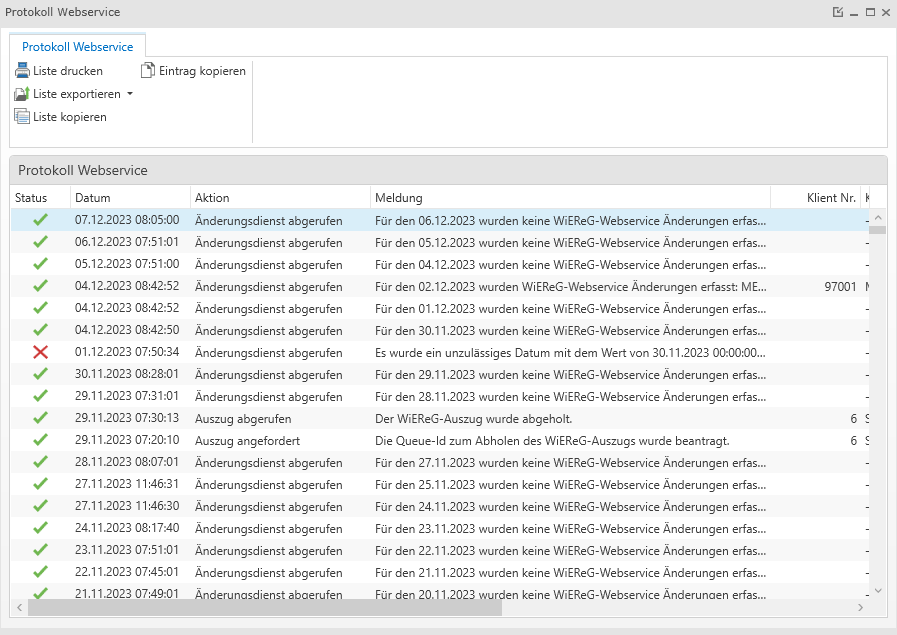 Protokoll Webservice
Protokoll Webservice
Liste drucken Eintrag kopieren
Liste exportieren
Liste kopieren
Protokoll Webservice
Status Datum Aktion Meldung Klient Nr.
07.12.2023 08:05:00 Änderungsdienst abgerufen Für den 06.12.2023 wurden keine WiEReG-Webservice Änderungen erfas... -
06.12.2023 07:51:01 Änderungsdienst abgerufen Für den 05.12.2023 wurden keine WiEReG-Webservice Änderungen erfas... -
05.12.2023 07:51:00 Änderungsdienst abgerufen Für den 04.12.2023 wurden keine WiEReG-Webservice Änderungen erfas... -
04.12.2023 08:42:52 Änderungsdienst abgerufen Für den 02.12.2023 wurden WiEReG-Webservice Änderungen erfasst: ME... 97001
04.12.2023 08:42:52 Änderungsdienst abgerufen Für den 01.12.2023 wurden keine WiEReG-Webservice Änderungen erfas... -
04.12.2023 08:42:50 Änderungsdienst abgerufen Für den 30.11.2023 wurden keine WiEReG-Webservice Änderungen erfas... -
01.12.2023 07:50:34 Änderungsdienst abgerufen Es wurde ein unzulässiges Datum mit dem Wert von 30.11.2023 00:00:00... -
30.11.2023 08:28:01 Änderungsdienst abgerufen Für den 29.11.2023 wurden keine WiEReG-Webservice Änderungen erfas... -
29.11.2023 07:31:01 Änderungsdienst abgerufen Für den 28.11.2023 wurden keine WiEReG-Webservice Änderungen erfas... -
29.11.2023 07:30:13 Auszug abgerufen Der WiEReG-Auszug wurde abgeholt. 6
29.11.2023 07:20:10 Auszug angefordert Die Queue-Id zum Abholen des WiEReG-Auszugs wurde beantragt. 6
28.11.2023 08:07:01 Änderungsdienst abgerufen Für den 27.11.2023 wurden keine WiEReG-Webservice Änderungen erfas... -
27.11.2023 11:46:31 Änderungsdienst abgerufen Für den 25.11.2023 wurden keine WiEReG-Webservice Änderungen erfas... -
27.11.2023 11:46:30 Änderungsdienst abgerufen Für den 24.11.2023 wurden keine WiEReG-Webservice Änderungen erfas... -
24.11.2023 08:17:40 Änderungsdienst abgerufen Für den 23.11.2023 wurden keine WiEReG-Webservice Änderungen erfas... -
23.11.2023 07:51:01 Änderungsdienst abgerufen Für den 22.11.2023 wurden keine WiEReG-Webservice Änderungen erfas... -
22.11.2023 07:45:01 Änderungsdienst abgerufen Für den 21.11.2023 wurden keine WiEReG-Webservice Änderungen erfas... -
21.11.2023 07:49:01 Änderungsdienst abgerufen Für den 20.11.2023 wurden keine WiEReG-Webservice Änderungen erfas... -